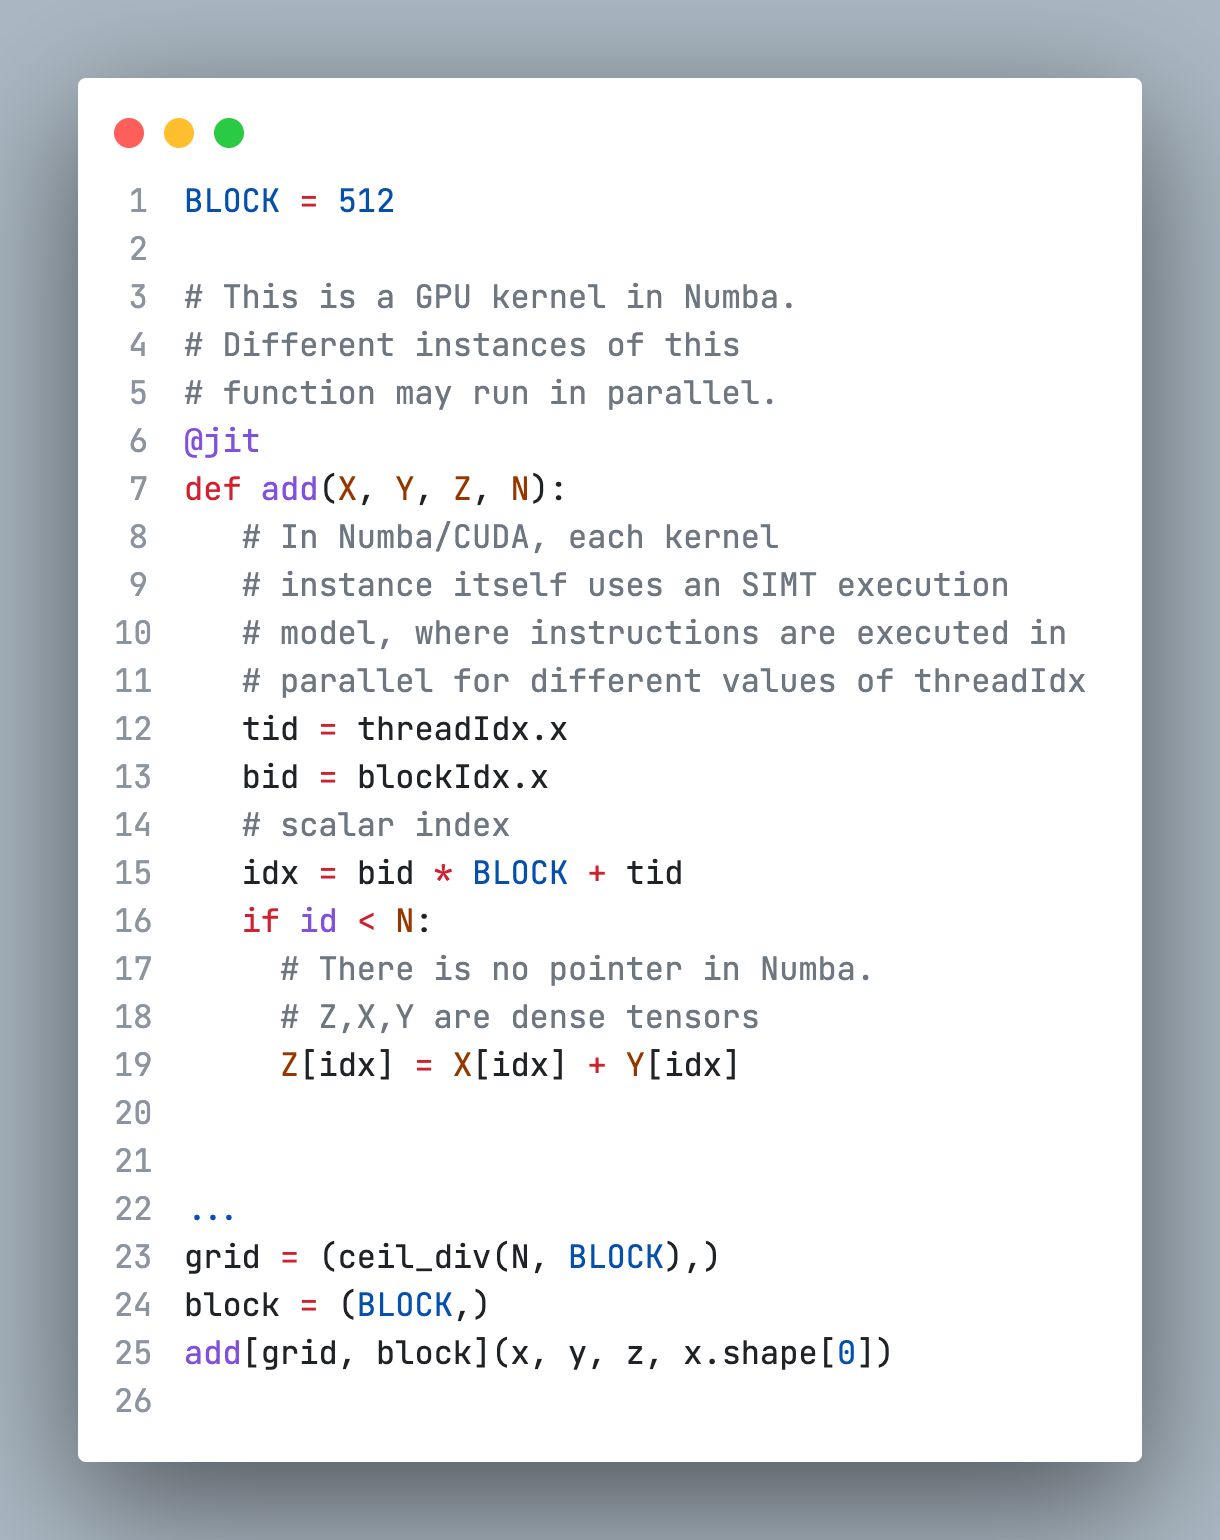 1 BLOCK = 512
2
3 # This is a GPU kernel in Numba.
4 # Different instances of this
5 # function may run in parallel.
6 @jit
7 def add(X, Y, Z, N):
8    # In Numba/CUDA, each kernel
9    # instance itself uses an SIMT execution
10    # model, where instructions are executed in
11    # parallel for different values of threadIdx
12    tid = threadIdx.x
13    bid = blockIdx.x
14    # scalar index
15    idx = bid * BLOCK + tid
16    if id < N:
17      # There is no pointer in Numba.
18      # Z,X,Y are dense tensors
19      Z[idx] = X[idx] + Y[idx]
20
21
22 ...
23 grid = (ceil_div(N, BLOCK),)
24 block = (BLOCK,)
25 add[grid, block](x, y, z, x.shape[0])
26